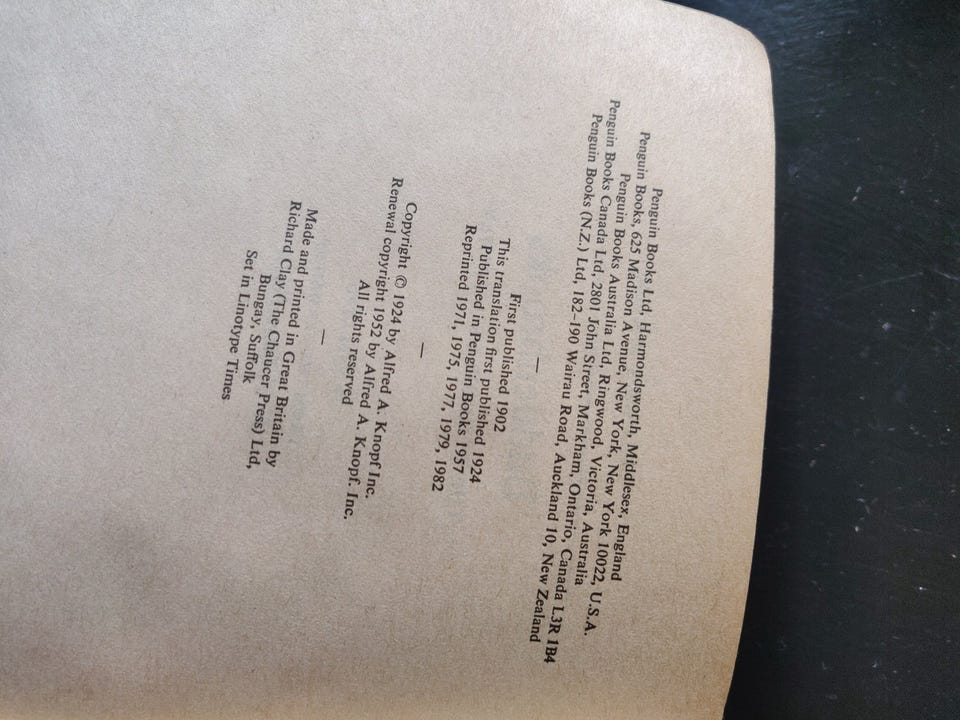 Penguin Books Ltd, Harmondsworth, Middlesex, England
Penguin Books, 625 Madison Avenue, New York, New York 10022, U.S.A.
Penguin Books Australia Ltd, Ringwood, Victoria, Australia
Penguin Books Canada Ltd, 2801 John Street, Markham, Ontario, Canada L3R 1B4
Penguin Books (N.Z.) Ltd, 182–190 Wairau Road, Auckland 10, New Zealand
—
First published 1902
This translation first published 1924
Published in Penguin Books 1957
Reprinted 1971, 1975, 1977, 1979, 1982
—
Copyright © 1924 by Alfred A. Knopf Inc.
Renewal copyright 1952 by Alfred A. Knopf. Inc.
All rights reserved
—
Made and printed in Great Britain by
Richard Clay (The Chaucer Press) Ltd,
Bungay, Suffolk
Set in Linotype Times